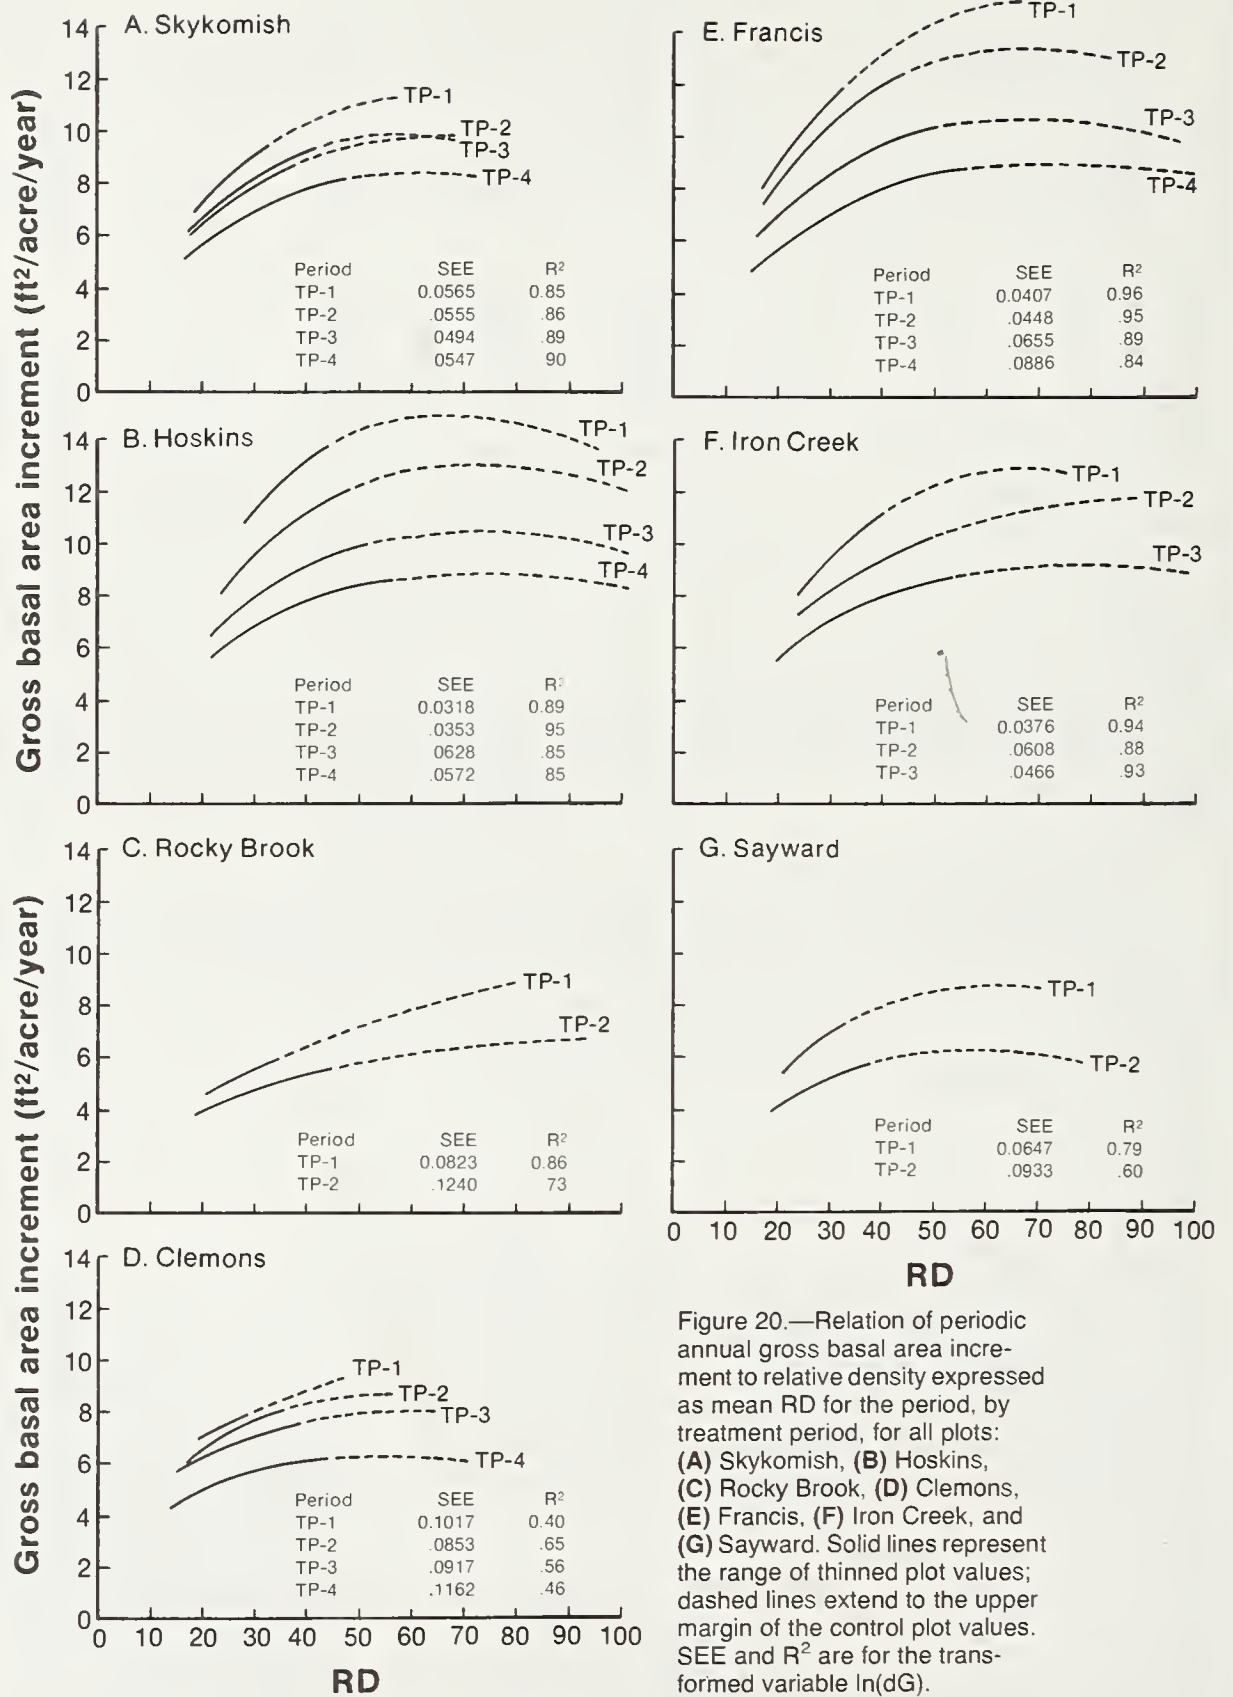 Gross basal area increment (ft²/acre/year)
A. Skykomish
14
12
10
8
6
4
2
0
TP-1
TP-2
TP-3
TP-4
Period SEE R²
TP-1 0.0565 0.85
TP-2 .0555 .86
TP-3 0494 .89
TP-4 0547 90
B. Hoskins
14
12
10
8
6
4
2
0
TP-1
TP-2
TP-3
TP-4
Period SEE R²
TP-1 0.0318 0.89
TP-2 .0353 95
TP-3 .0628 .85
TP-4 .0572 85
Gross basal area increment (ft²/acre/year)
C. Rocky Brook
14
12
10
8
6
4
2
0
TP-1
TP-2
Period SEE R²
TP-1 0.0823 0.86
TP-2 .1240 73
D. Clemons
14
12
10
8
6
4
2
0
TP-1
TP-2
TP-3
TP-4
Period SEE R²
TP-1 0.1017 0.40
TP-2 .0853 .65
TP-3 .0917 .56
TP-4 .1162 .46
0 10 20 30 40 50 60 70 80 90 100
RD
E. Francis
TP-1
TP-2
TP-3
TP-4
Period SEE R²
TP-1 0.0407 0.96
TP-2 .0448 .95
TP-3 .0655 .89
TP-4 .0886 .84
F. Iron Creek
TP-1
TP-2
TP-3
Period SEE R²
TP-1 0.0376 0.94
TP-2 .0608 .88
TP-3 .0466 .93
G. Sayward
TP-1
TP-2
Period SEE R²
TP-1 0.0647 0.79
TP-2 .0933 .60
0 10 20 30 40 50 60 70 80 90 100
RD
Figure 20.—Relation of periodic
annual gross basal area incre-
ment to relative density expressed
as mean RD for the period, by
treatment period, for all plots:
(A) Skykomish, (B) Hoskins,
(C) Rocky Brook, (D) Clemons,
(E) Francis, (F) Iron Creek, and
(G) Sayward. Solid lines represent
the range of thinned plot values;
dashed lines extend to the upper
margin of the control plot values.
SEE and R² are for the trans-
formed variable ln(dG).